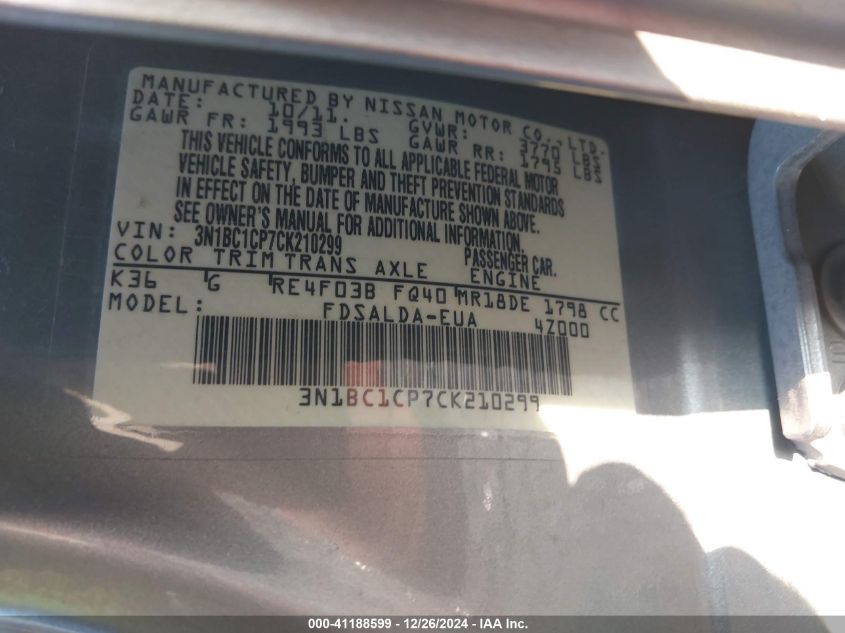 MANUFACTURED BY NISSAN MOTOR CO., LTD.
DATE: 10/11. GVWR: 3770 LBS
GAWR FR: 1993 LBS GAWR RR: 1795 LBS
THIS VEHICLE CONFORMS TO ALL APPLICABLE FEDERAL MOTOR
VEHICLE SAFETY, BUMPER AND THEFT PREVENTION STANDARDS
IN EFFECT ON THE DATE OF MANUFACTURE SHOWN ABOVE.
SEE OWNER'S MANUAL FOR ADDITIONAL INFORMATION.
VIN: 3N1BC1CP7CK210299 PASSENGER CAR.
COLOR TRIM TRANS AXLE ENGINE
K36 G RE4F03B FQ40 MR18DE 1798 CC
MODEL: FDSALDA-EUA 4Z000
3N1BC1CP7CK210299
000-41188599 - 12/26/2024 - IAA Inc.